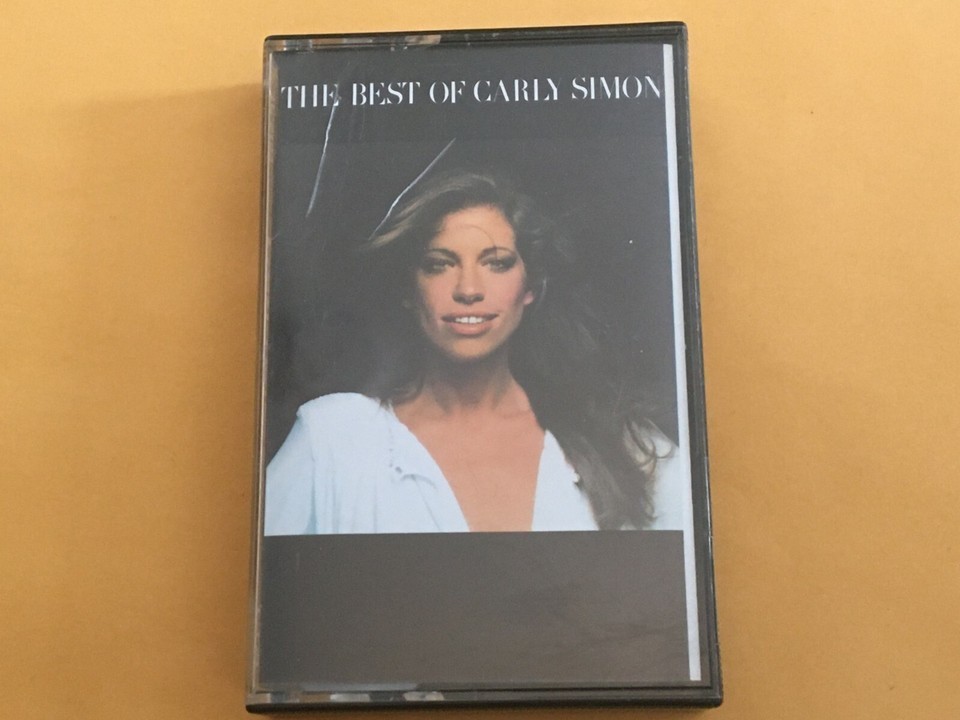 THE BEST OF CARLY SIMON